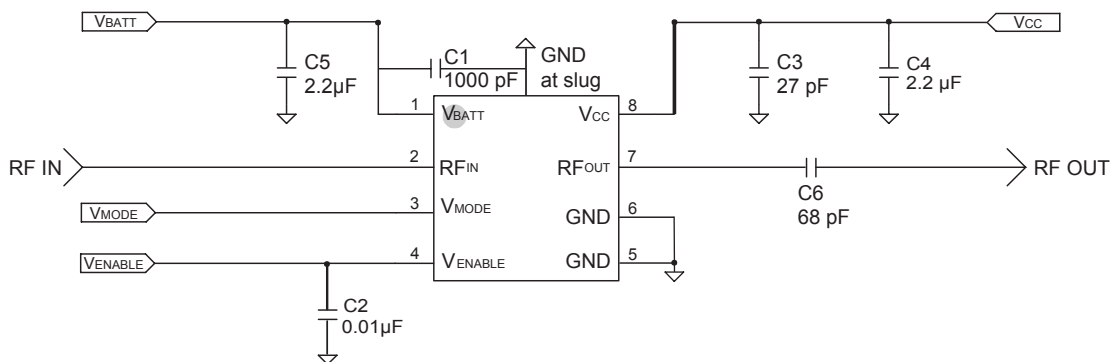 VBATT
VCC
C5
2.2µF
C1
1000 pF
GND
at slug
C3
27 pF
C4
2.2 µF
1
VBATT
VCC
8
RF IN
2
RFIN
RFOUT
7
RF OUT
C6
68 pF
VMODE
3
VMODE
GND
6
VENABLE
4
VENABLE
GND
5
C2
0.01µF